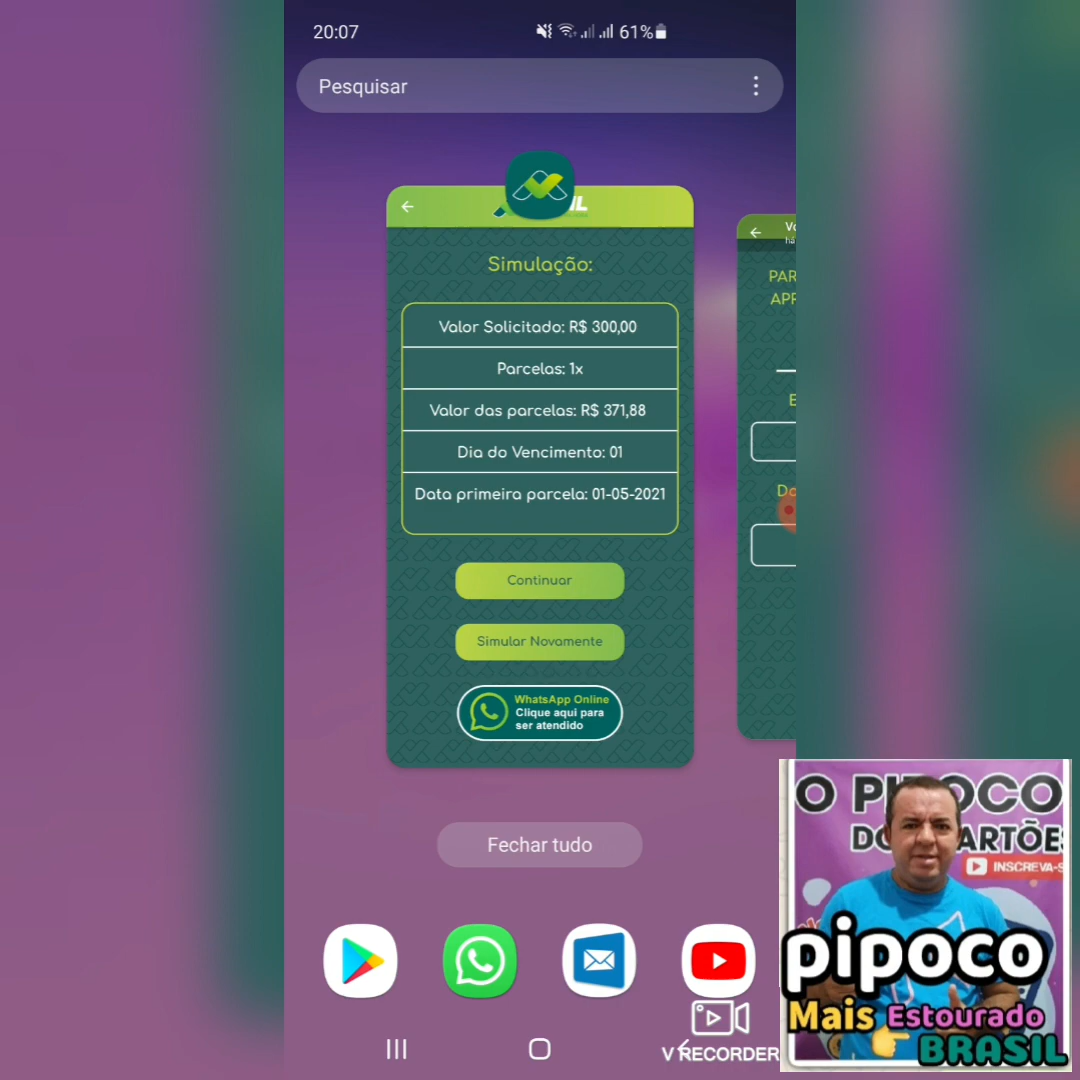 20:07
61%
Pesquisar
IL
Simulação:
Valor Solicitado: R$ 300,00
Parcelas: 1x
Valor das parcelas: R$ 371,88
Dia do Vencimento: 01
Data primeira parcela: 01-05-2021
Continuar
Simular Novamente
WhatsApp Online
Clique aqui para
ser atendido
PAR
APR
Fechar tudo
V RECORDER
O PIPOCO
DO ARTÕE
INSCREVA-S
pipoco
Mais Estourado
BRASIL